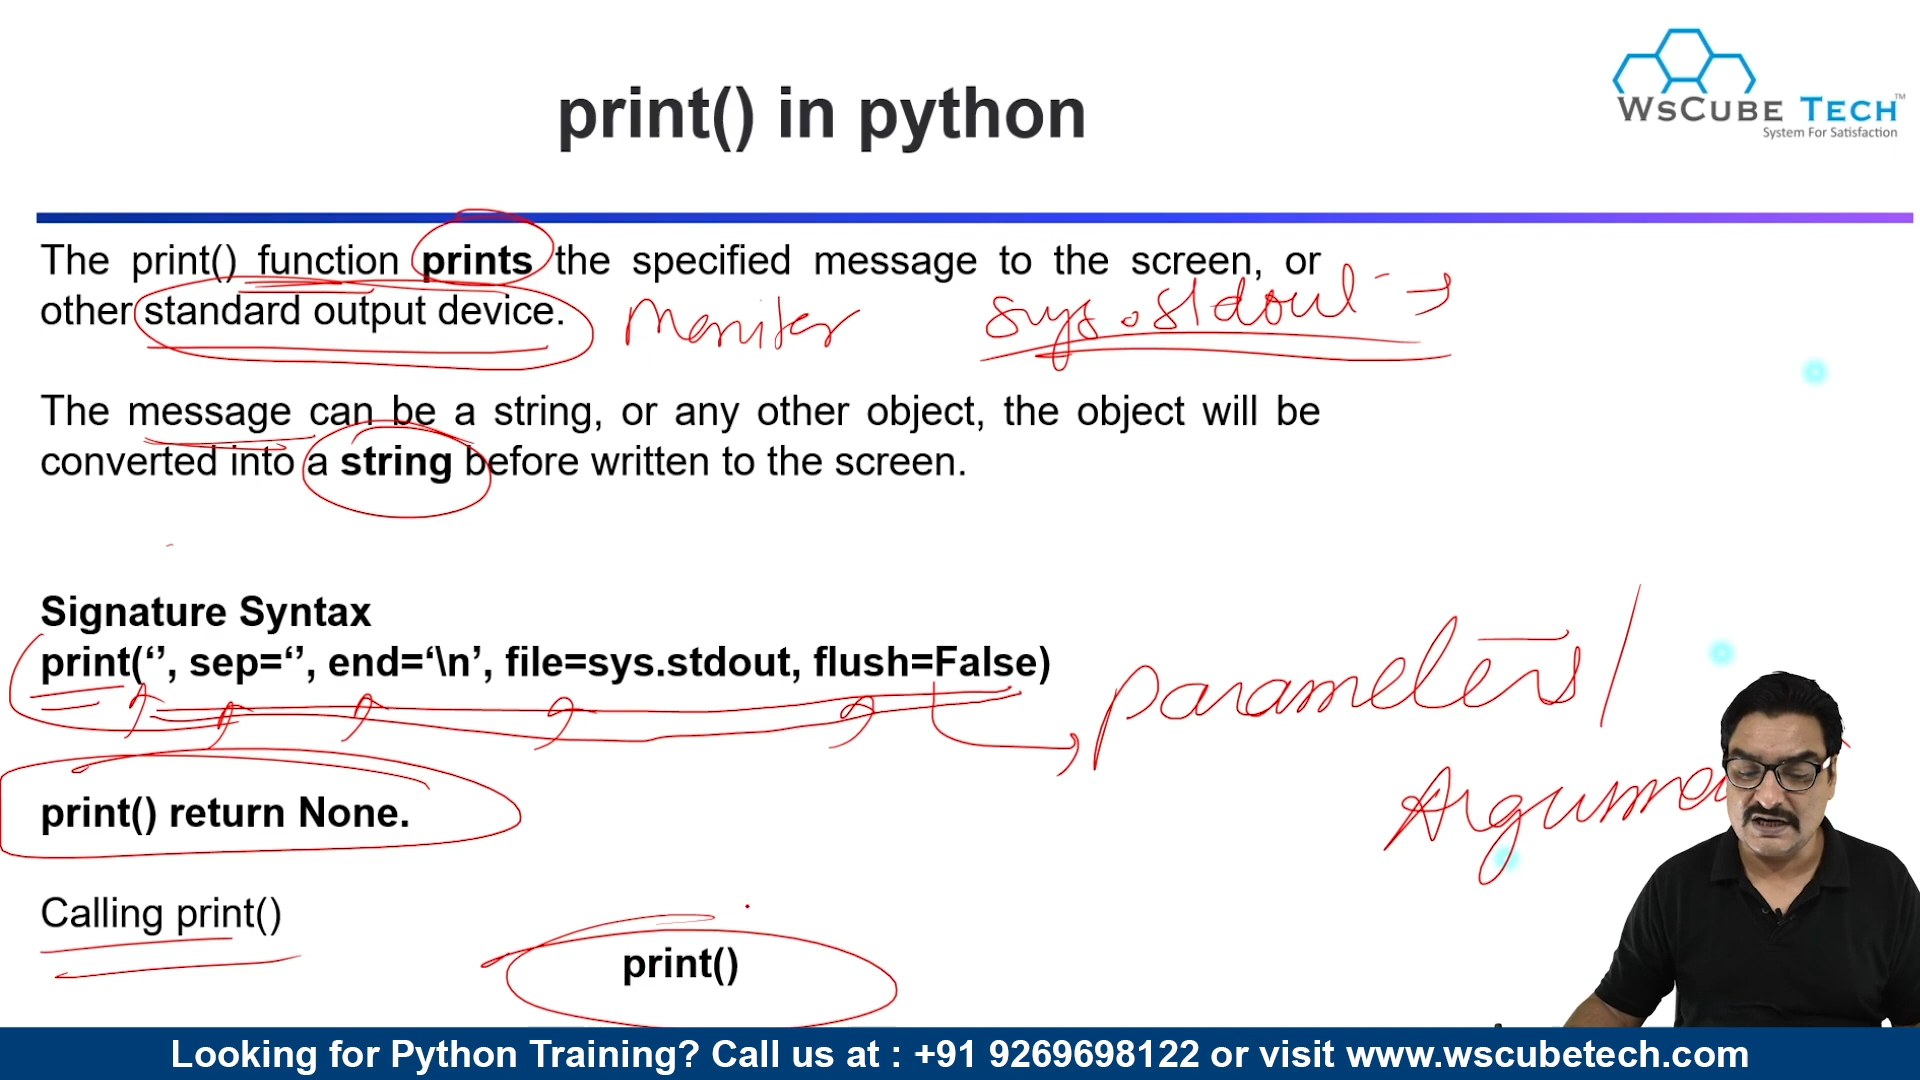 WsCube Tech™
System For Satisfaction
print() in python
The print() function prints the specified message to the screen, or
other standard output device. Moniter sys.stdout
The message can be a string, or any other object, the object will be
converted into a string before written to the screen.
Signature Syntax
print(‘’, sep=‘’, end=‘\n’, file=sys.stdout, flush=False)
parameters/
print() return None.
Calling print()
print()
Looking for Python Training? Call us at : +91 9269698122 or visit www.wscubetech.com